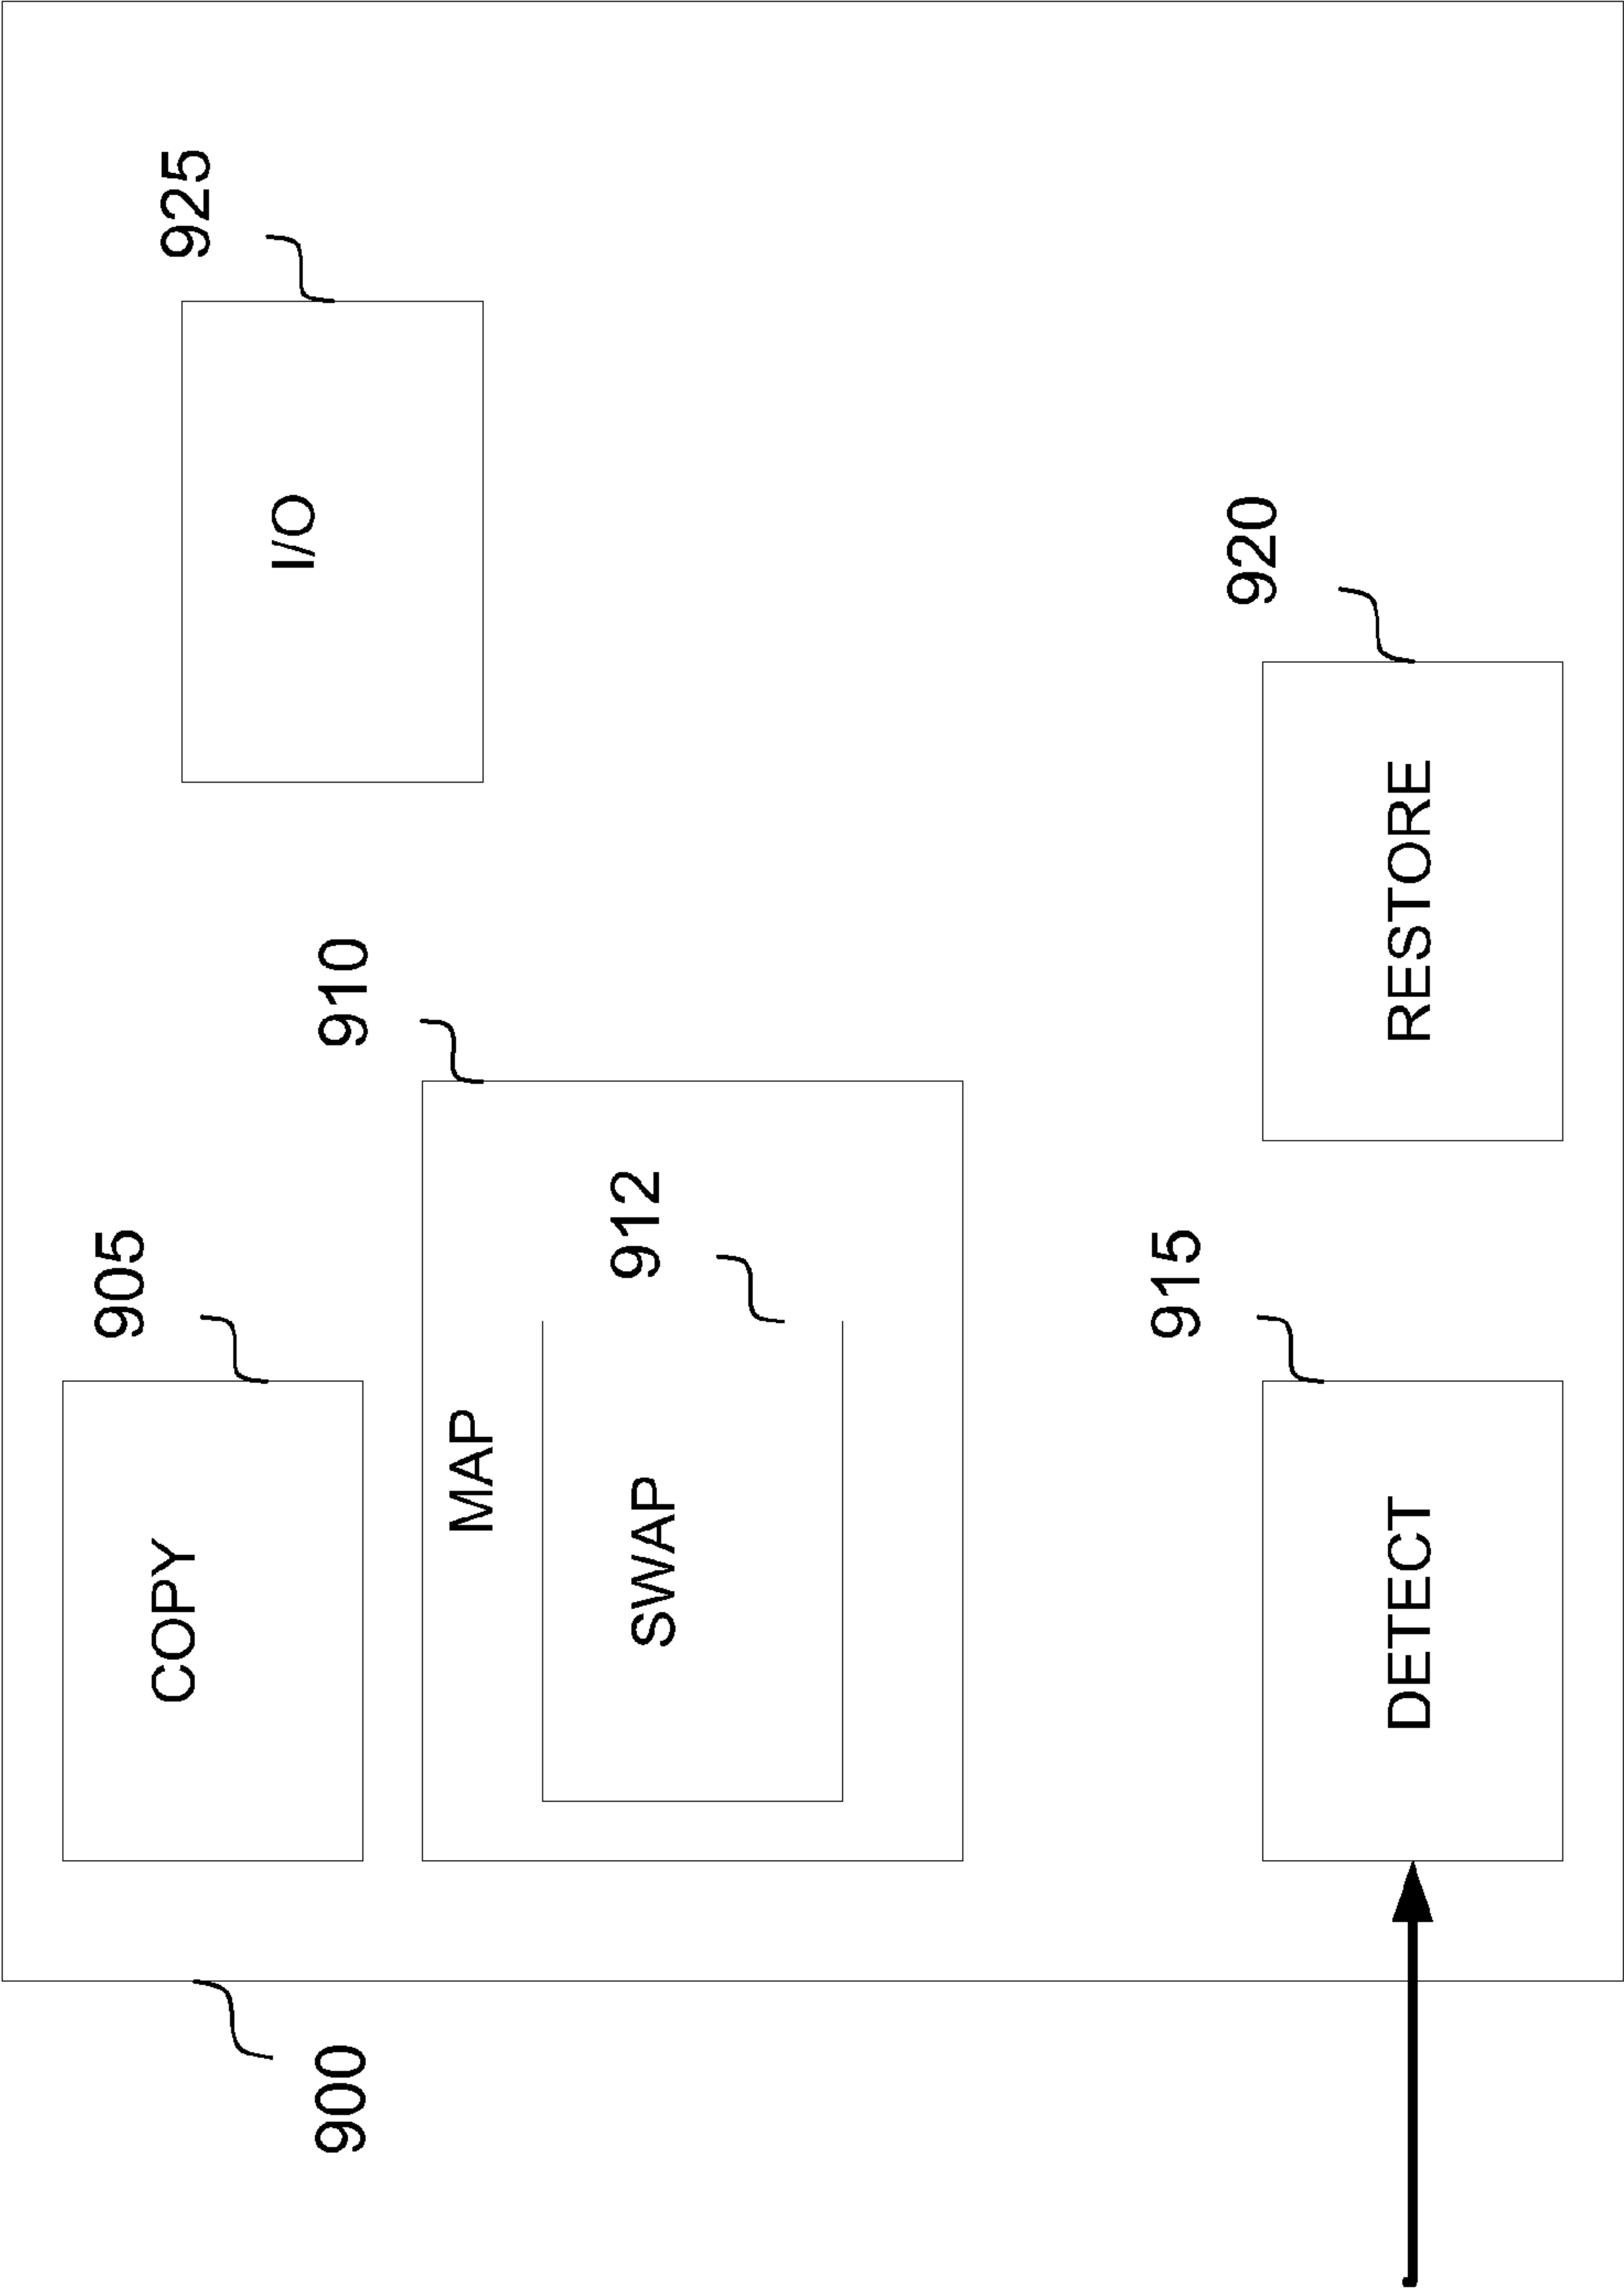 900
COPY
905
MAP
910
SWAP
912
I/O
925
DETECT
915
RESTORE
920